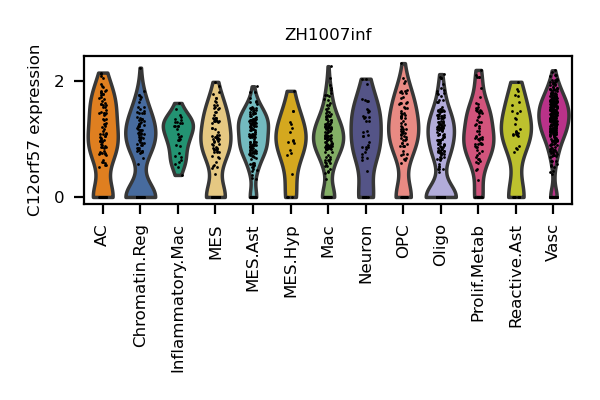 ZH1007inf
C12orf57 expression
2
0
AC
Chromatin.Reg
Inflammatory.Mac
MES
MES.Ast
MES.Hyp
Mac
Neuron
OPC
Oligo
Prolif.Metab
Reactive.Ast
Vasc